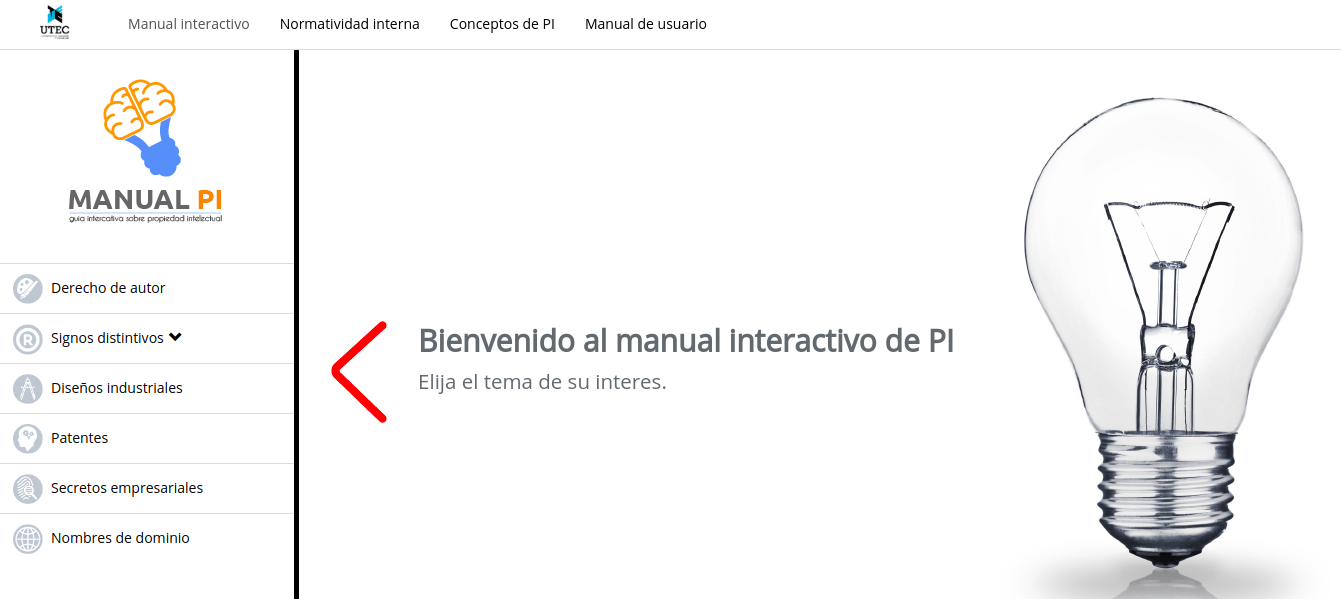 UTEC
Manual interactivo
Normatividad interna
Conceptos de PI
Manual de usuario
MANUAL PI
guia intercativa sobre propiedad intelectual
Derecho de autor
Signos distintivos
Diseños industriales
Patentes
Secretos empresariales
Nombres de dominio
Bienvenido al manual interactivo de PI
Elija el tema de su interes.